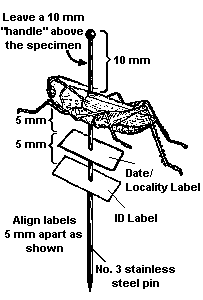 Leave a 10 mm
"handle" above
the specimen
10 mm
5 mm
5 mm
Date/
Locality Label
ID Label
Align labels
5 mm apart as
shown
No. 3 stainless
steel pin